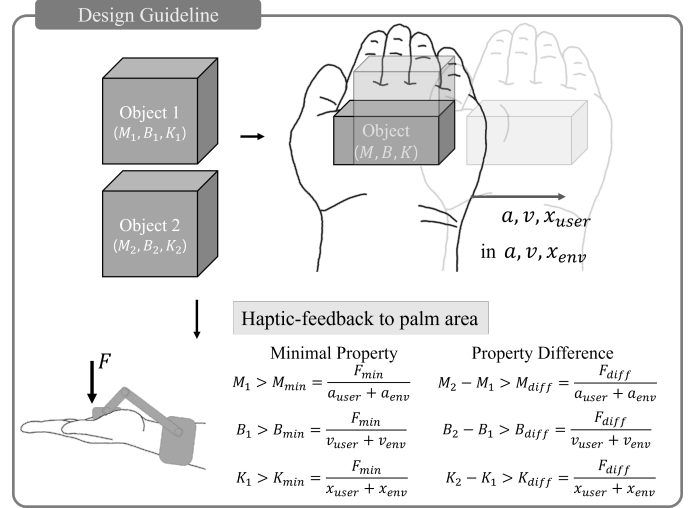 Design Guideline
Object 1
(M₁, B₁, K₁)
Object 2
(M₂, B₂, K₂)
Object
(M, B, K)
a, v, x_user
in a, v, x_env
Haptic-feedback to palm area
F
Minimal Property
M₁ > M_min = F_min / (a_user + a_env)
B₁ > B_min = F_min / (v_user + v_env)
K₁ > K_min = F_min / (x_user + x_env)
Property Difference
M₂ − M₁ > M_diff = F_diff / (a_user + a_env)
B₂ − B₁ > B_diff = F_diff / (v_user + v_env)
K₂ − K₁ > K_diff = F_diff / (x_user + x_env)